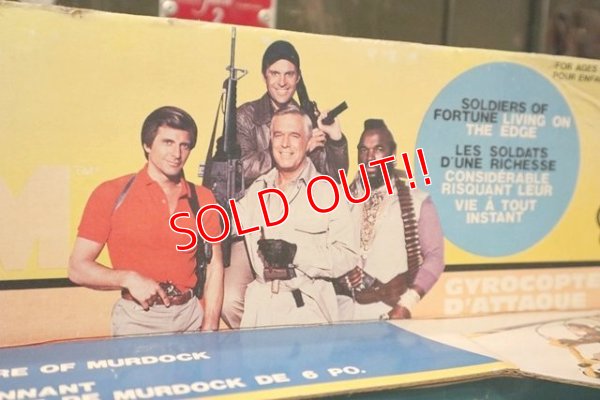 2
FOR AGES
POUR ENFA
SOLDIERS OF
FORTUNE LIVING ON
THE EDGE
LES SOLDATS
D'UNE RICHESSE
CONSIDÉRABLE
RISQUANT LEUR
VIE À TOUT
INSTANT
SOLD OUT!!
M
GYROCOPTE
D'ATTAQUE
RE OF MURDOCK
NNANT
DE MURDOCK DE 6 PO.